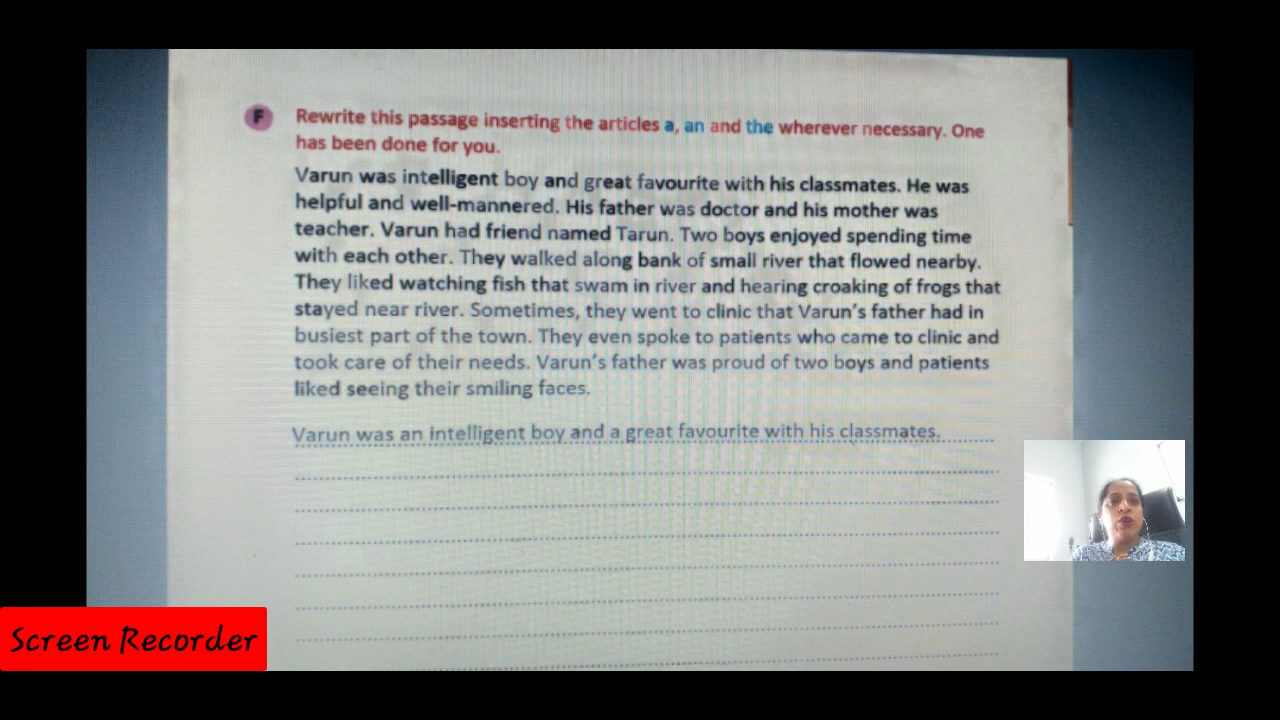 F Rewrite this passage inserting the articles a, an and the wherever necessary. One
has been done for you.
Varun was intelligent boy and great favourite with his classmates. He was
helpful and well-mannered. His father was doctor and his mother was
teacher. Varun had friend named Tarun. Two boys enjoyed spending time
with each other. They walked along bank of small river that flowed nearby.
They liked watching fish that swam in river and hearing croaking of frogs that
stayed near river. Sometimes, they went to clinic that Varun's father had in
busiest part of the town. They even spoke to patients who came to clinic and
took care of their needs. Varun's father was proud of two boys and patients
liked seeing their smiling faces.
Varun was an intelligent boy and a great favourite with his classmates.
Screen Recorder